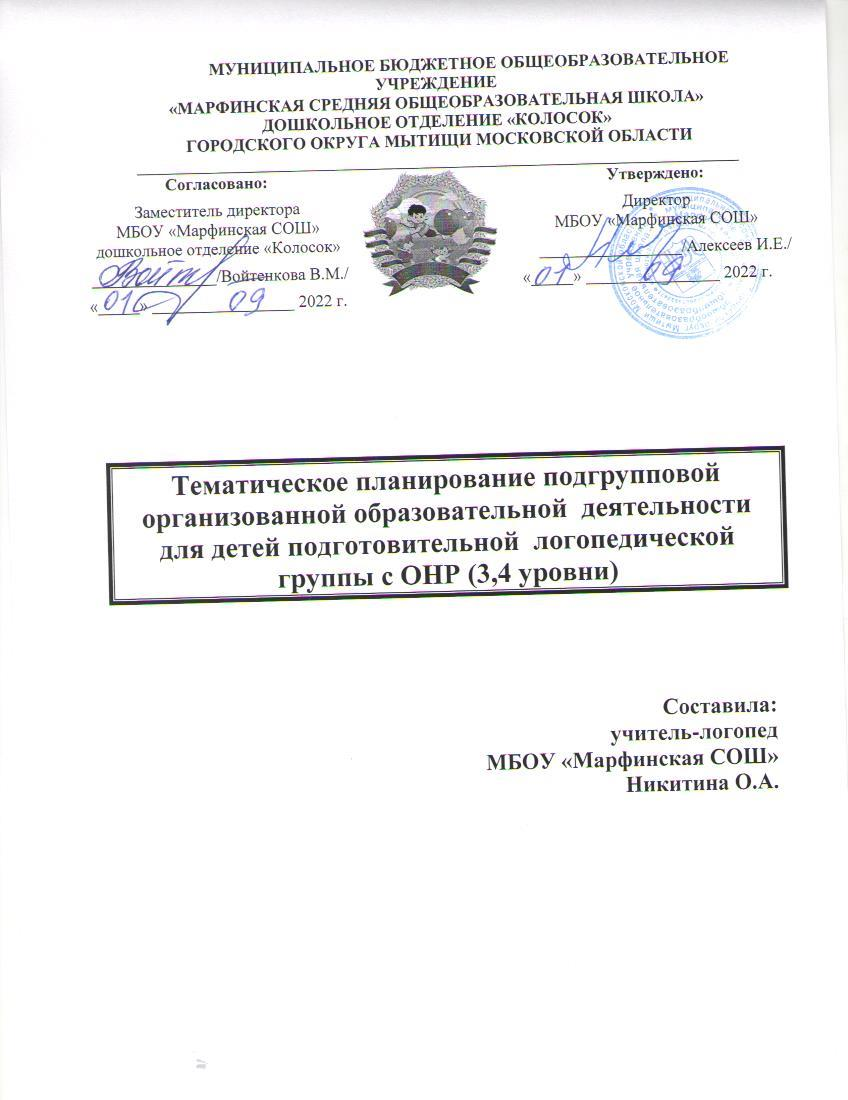 МУНИЦИПАЛЬНОЕ БЮДЖЕТНОЕ ОБЩЕОБРАЗОВАТЕЛЬНОЕ
УЧРЕЖДЕНИЕ
«МАРФИНСКАЯ СРЕДНЯЯ ОБЩЕОБРАЗОВАТЕЛЬНАЯ ШКОЛА»
ДОШКОЛЬНОЕ ОТДЕЛЕНИЕ «КОЛОСОК»
ГОРОДСКОГО ОКРУГА МЫТИЩИ МОСКОВСКОЙ ОБЛАСТИ
Согласовано:
Заместитель директора
МБОУ «Марфинская СОШ»
дошкольное отделение «Колосок»
/Войтенкова В.М./
«01» 09 2022 г.
Утверждено:
Директор
МБОУ «Марфинская СОШ»
/Алексеев И.Е./
«01» 09 2022 г.
Тематическое планирование подгрупповой
организованной образовательной деятельности
для детей подготовительной логопедической
группы с ОНР (3,4 уровни)
Составила:
учитель-логопед
МБОУ «Марфинская СОШ»
Никитина О.А.